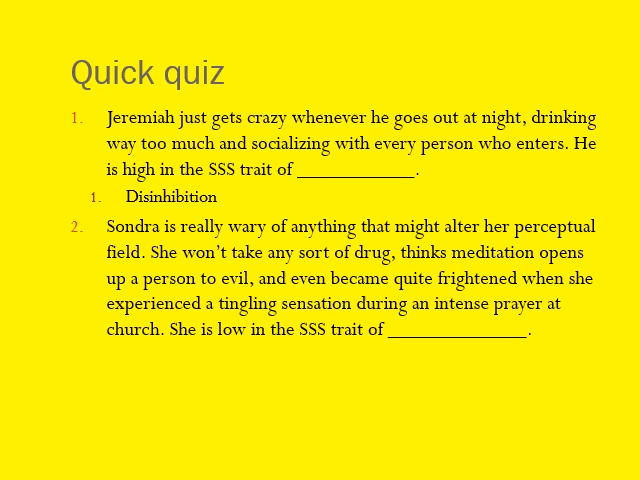 Quick quiz
1. Jeremiah just gets crazy whenever he goes out at night, drinking
way too much and socializing with every person who enters. He
is high in the SSS trait of _____________.
1. Disinhibition
2. Sondra is really wary of anything that might alter her perceptual
field. She won’t take any sort of drug, thinks meditation opens
up a person to evil, and even became quite frightened when she
experienced a tingling sensation during an intense prayer at
church. She is low in the SSS trait of _______________.